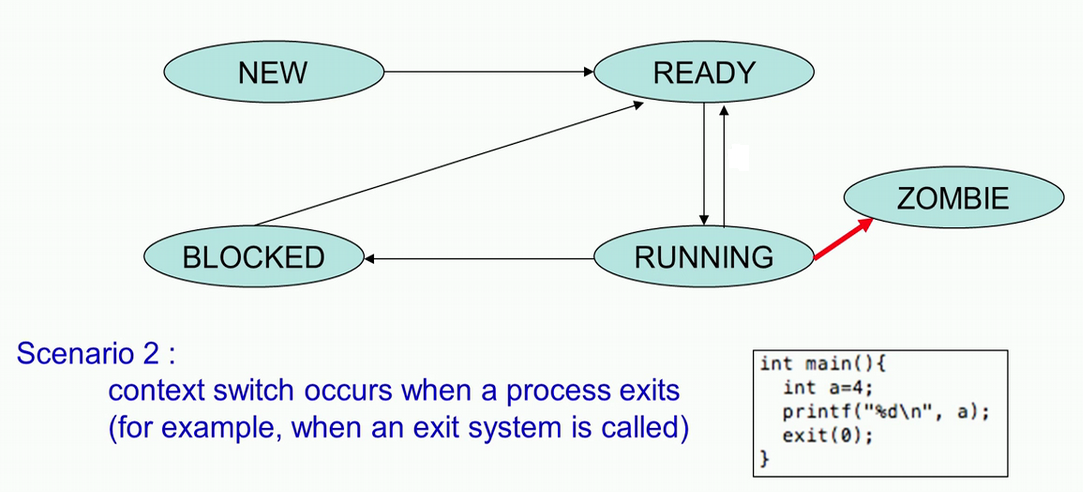 NEW
READY
ZOMBIE
BLOCKED
RUNNING
Scenario 2 :
context switch occurs when a process exits
(for example, when an exit system is called)
int main(){
int a=4;
printf("%d\n", a);
exit(0);
}